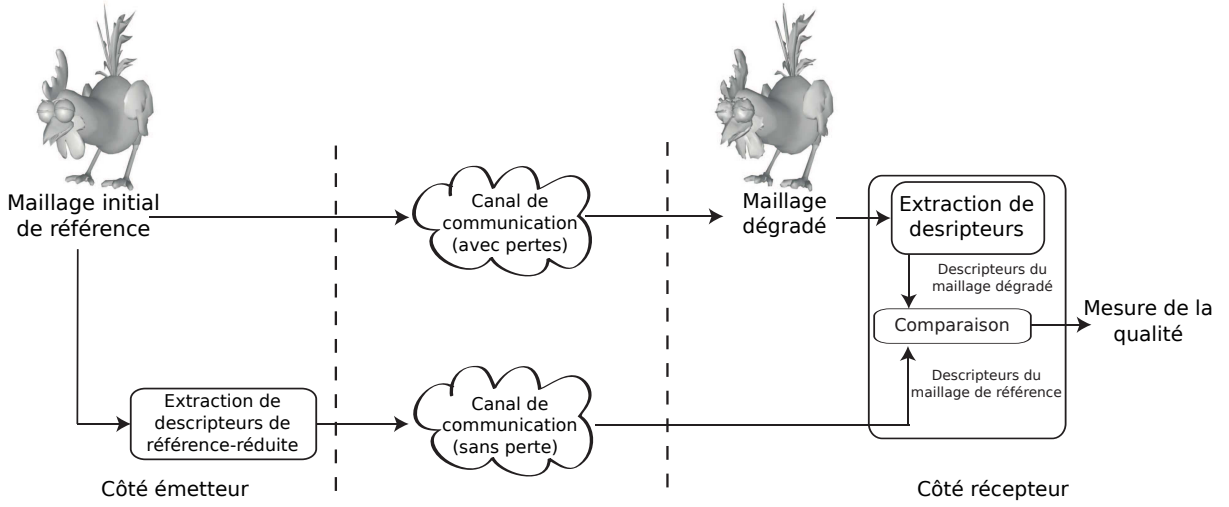 Maillage initial
de référence
Canal de
communication
(avec pertes)
Maillage
dégradé
Extraction de
desripteurs
Descripteurs du
maillage dégradé
Comparaison
Mesure de la
qualité
Descripteurs du
maillage de référence
Extraction de
descripteurs de
référence-réduite
Canal de
communication
(sans perte)
Côté émetteur
Côté récepteur